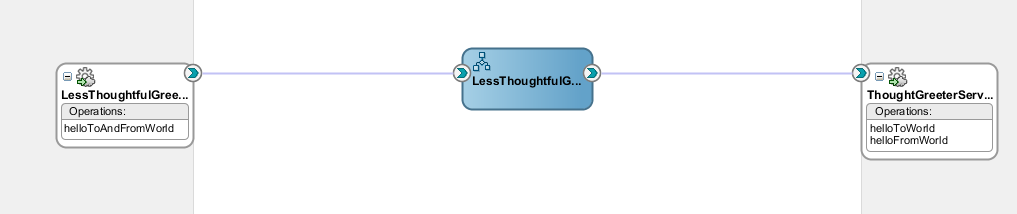 LessThoughtfulGree...
Operations:
helloToAndFromWorld
LessThoughtfulG...
ThoughtGreeterServ...
Operations:
helloToWorld
helloFromWorld